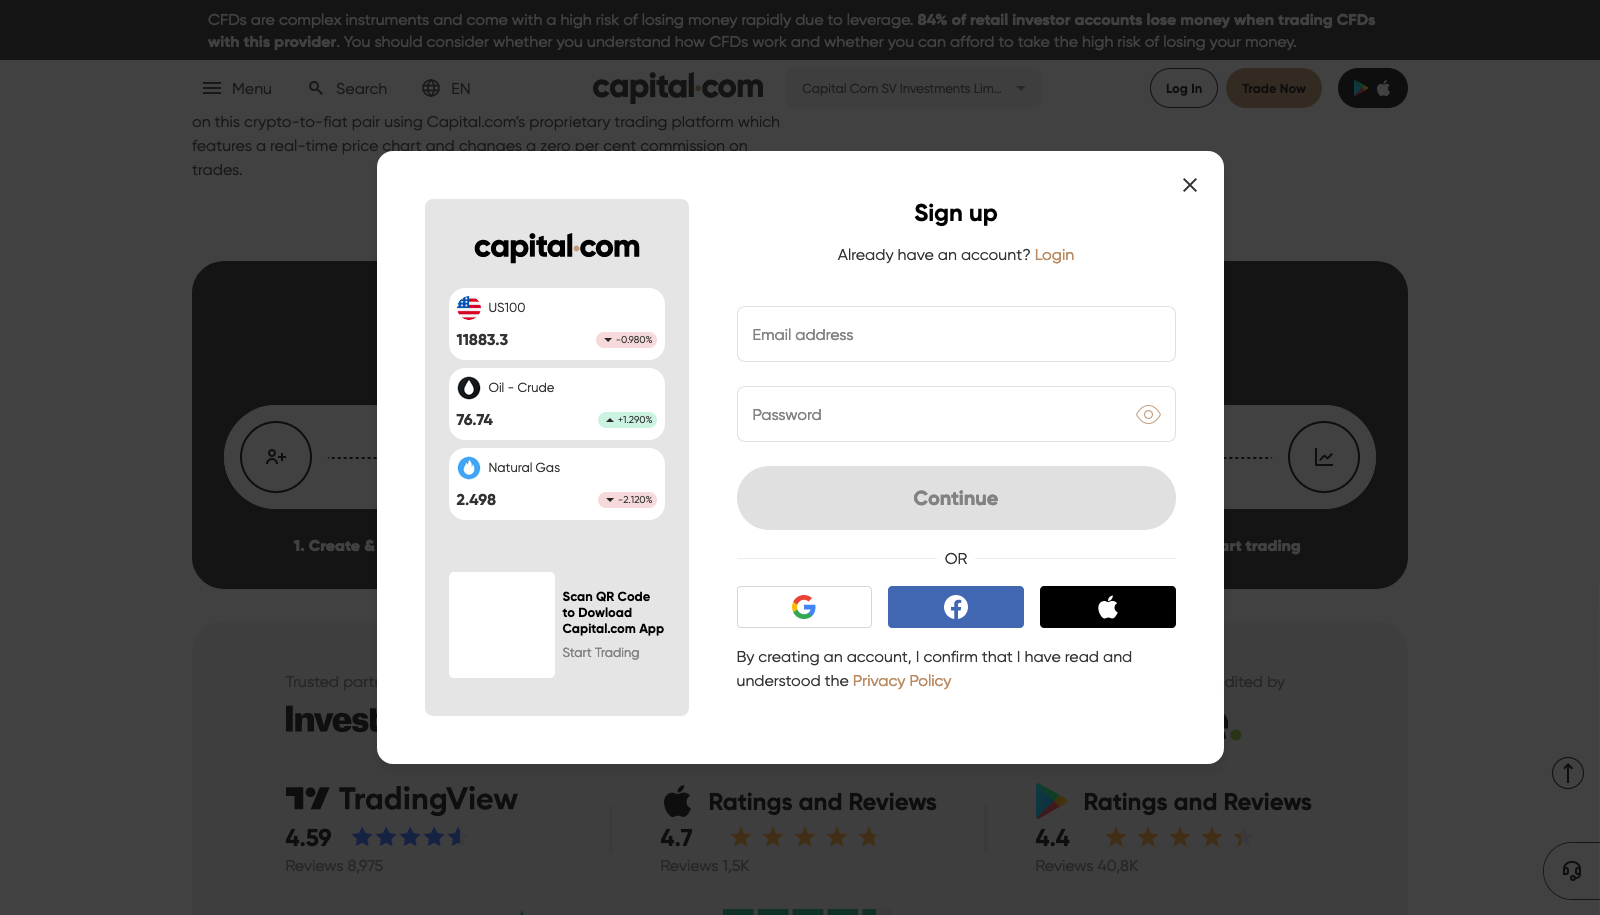 CFDs are complex instruments and come with a high risk of losing money rapidly due to leverage. 84% of retail investor accounts lose money when trading CFDs
with this provider. You should consider whether you understand how CFDs work and whether you can afford to take the high risk of losing your money.
Menu
Search
EN
capital.com
Capital Com SV Investments Lim...
Log In
Trade Now
on this crypto-to-fiat pair using Capital.com's proprietary trading platform which
features a real-time price chart and changes a zero per cent commission on
trades.
capital.com
US100
11883.3
-0.980%
Oil - Crude
76.74
+1.290%
Natural Gas
2.498
-2.120%
Scan QR Code
to Dowload
Capital.com App
Start Trading
Sign up
Already have an account? Login
Email address
Password
Continue
OR
By creating an account, I confirm that I have read and
understood the Privacy Policy
1. Create &
trading
Trusted
by
TradingView
4.59
Reviews 8,975
Ratings and Reviews
4.7
Reviews 1,5K
Ratings and Reviews
4.4
Reviews 40,8K